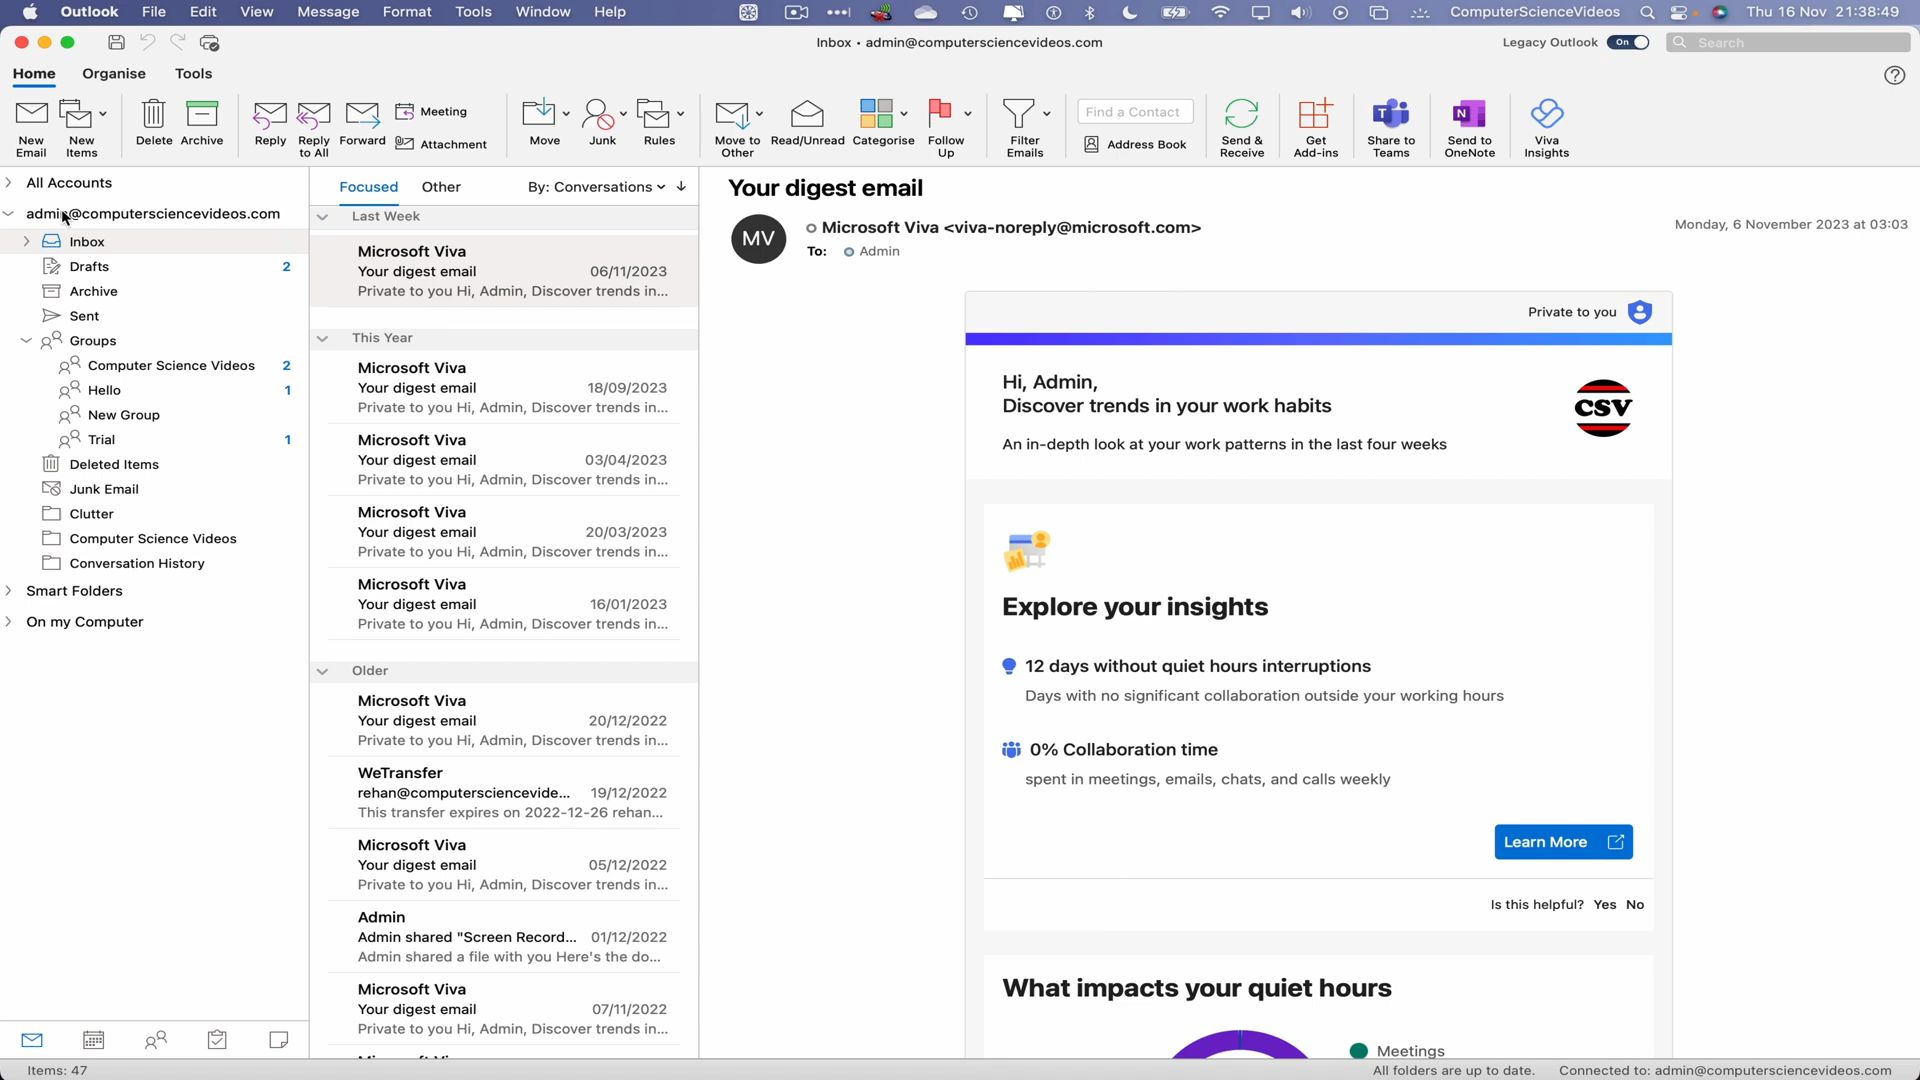 Outlook File Edit View Message Format Tools Window Help
ComputerScienceVideos Thu 16 Nov 21:38:49
Inbox • admin@computersciencevideos.com
Legacy Outlook On Search
Home Organise Tools
New Email
New Items
Delete
Archive
Reply
Reply to All
Forward
Meeting
Attachment
Move
Junk
Rules
Move to Other
Read/Unread
Categorise
Follow Up
Filter Emails
Find a Contact
Address Book
Send & Receive
Get Add-ins
Share to Teams
Send to OneNote
Viva Insights
All Accounts
admin@computersciencevideos.com
Inbox
Drafts 2
Archive
Sent
Groups
Computer Science Videos 2
Hello 1
New Group
Trial 1
Deleted Items
Junk Email
Clutter
Computer Science Videos
Conversation History
Smart Folders
On my Computer
Items: 47
Focused Other By: Conversations
Last Week
Microsoft Viva
Your digest email 06/11/2023
Private to you Hi, Admin, Discover trends in...
This Year
Microsoft Viva
Your digest email 18/09/2023
Private to you Hi, Admin, Discover trends in...
Microsoft Viva
Your digest email 03/04/2023
Private to you Hi, Admin, Discover trends in...
Microsoft Viva
Your digest email 20/03/2023
Private to you Hi, Admin, Discover trends in...
Microsoft Viva
Your digest email 16/01/2023
Private to you Hi, Admin, Discover trends in...
Older
Microsoft Viva
Your digest email 20/12/2022
Private to you Hi, Admin, Discover trends in...
WeTransfer
rehan@computersciencevide... 19/12/2022
This transfer expires on 2022-12-26 rehan...
Microsoft Viva
Your digest email 05/12/2022
Private to you Hi, Admin, Discover trends in...
Admin
Admin shared "Screen Record... 01/12/2022
Admin shared a file with you Here's the do...
Microsoft Viva
Your digest email 07/11/2022
Private to you Hi, Admin, Discover trends in...
Your digest email
MV
Microsoft Viva <viva-noreply@microsoft.com>
Monday, 6 November 2023 at 03:03
To: Admin
Private to you
Hi, Admin,
Discover trends in your work habits
CSV
An in-depth look at your work patterns in the last four weeks
Explore your insights
12 days without quiet hours interruptions
Days with no significant collaboration outside your working hours
0% Collaboration time
spent in meetings, emails, chats, and calls weekly
Learn More
Is this helpful? Yes No
What impacts your quiet hours
Meetings
All folders are up to date. Connected to: admin@computersciencevideos.com